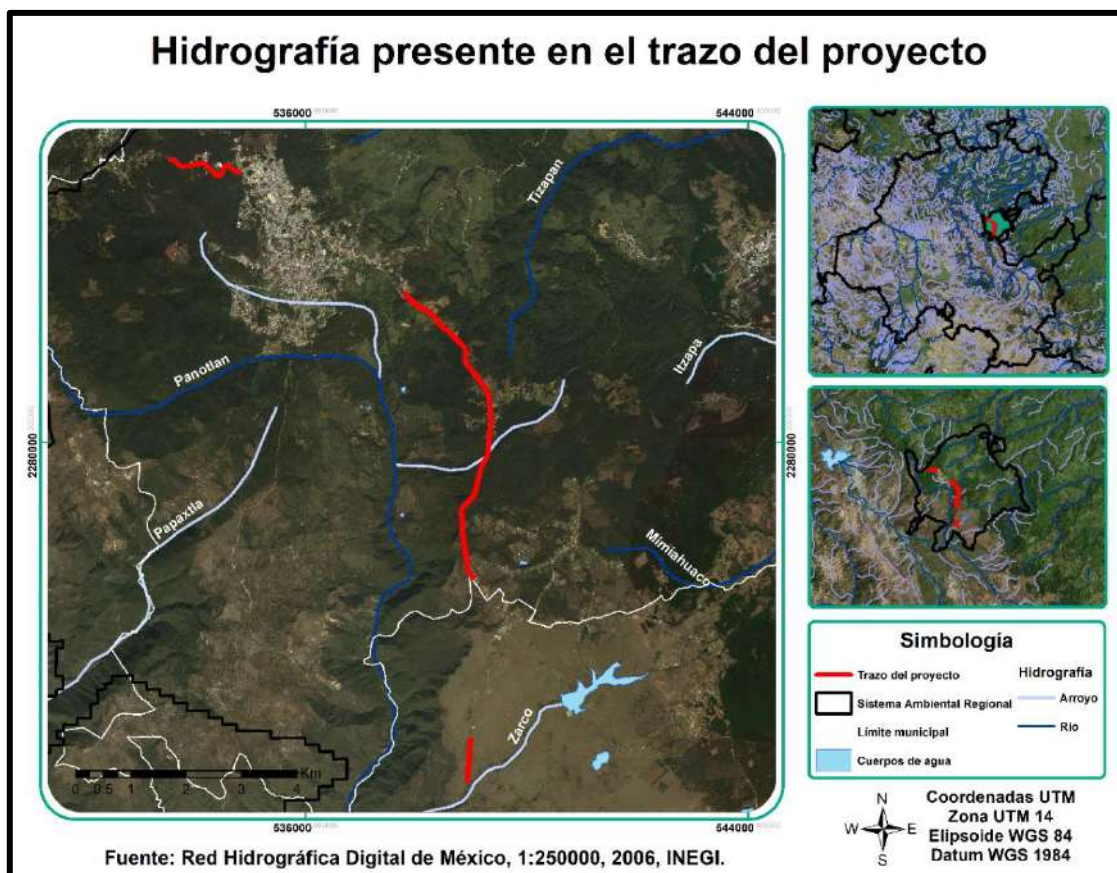 Hidrografía presente en el trazo del proyecto
536000
544000
Tizapan
Panotlan
Itzapa
2280000
2280000
Papaxtla
Mimiahuaco
Zarco
Km
0 0.5 1 2 3 4
536000
544000
Simbología
Trazo del proyecto
Sistema Ambiental Regional
Límite municipal
Cuerpos de agua
Hidrografía
Arroyo
Rio
N
W E
S
Coordenadas UTM
Zona UTM 14
Elipsoide WGS 84
Datum WGS 1984
Fuente: Red Hidrográfica Digital de México, 1:250000, 2006, INEGI.